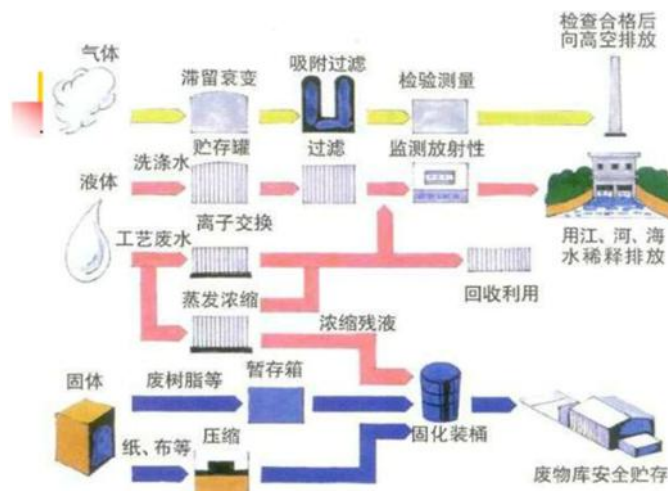 检查合格后
向高空排放
气体
滞留衰变
吸附过滤
检验测量
液体
洗涤水
贮存罐
过滤
监测放射性
用江、河、海
水稀释排放
工艺废水
离子交换
回收利用
蒸发浓缩
浓缩残液
固体
废树脂等
暂存箱
固化装桶
纸、布等
压缩
废物库安全贮存